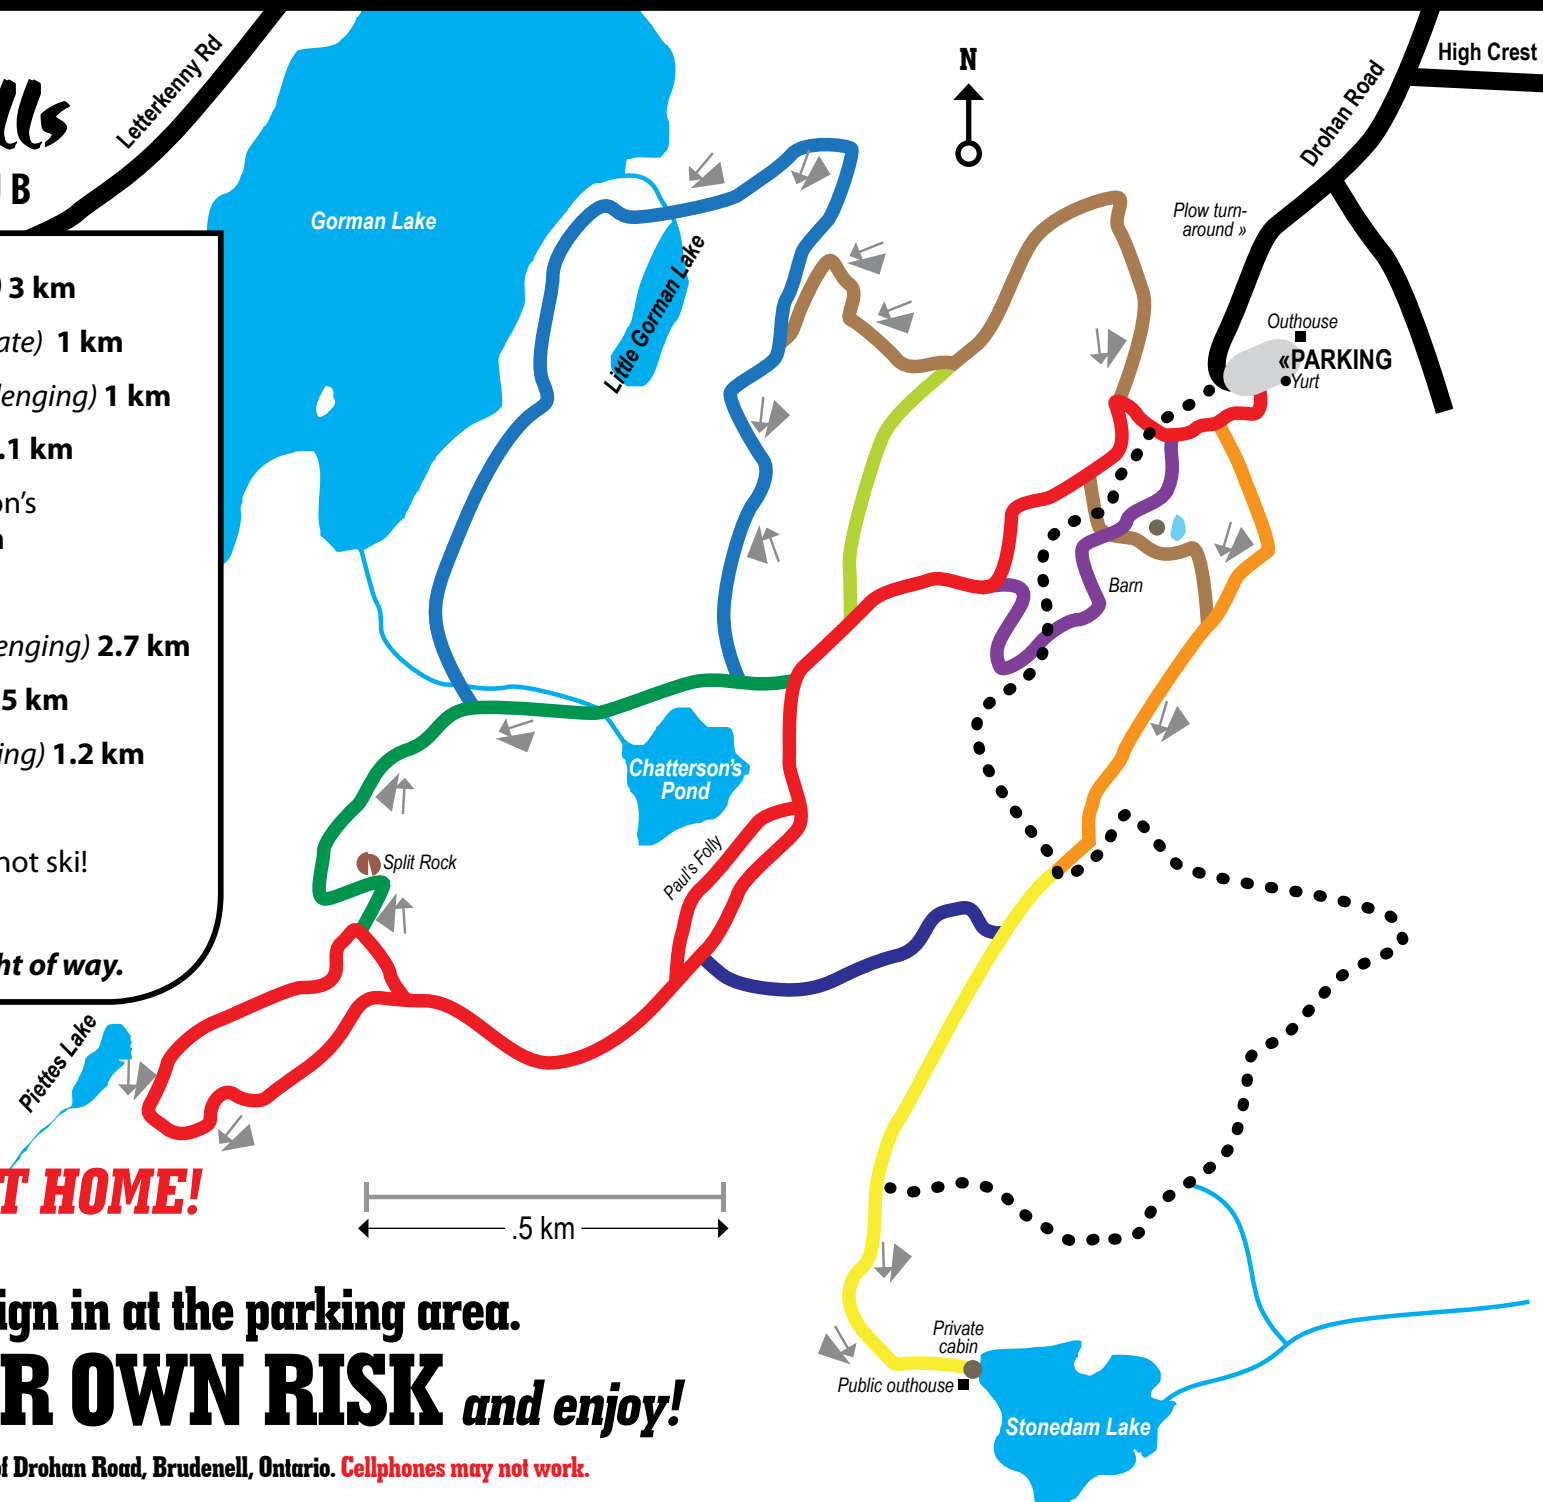 lls
UB
) 3 km
ate) 1 km
lenging) 1 km
.1 km
on's
enging) 2.7 km
5 km
ing) 1.2 km
not ski!
ht of way.
Letterkenny Rd
Gorman Lake
Little Gorman Lake
N
Drohan Road
High Crest
Plow turn-
around »
Outhouse
«PARKING
Yurt
Barn
Chatterson's
Pond
Paul's Folly
Split Rock
Piettes Lake
T HOME!
.5 km
ign in at the parking area.
R OWN RISK and enjoy!
of Drohan Road, Brudenell, Ontario. Cellphones may not work.
Private
cabin
Public outhouse
Stonedam Lake